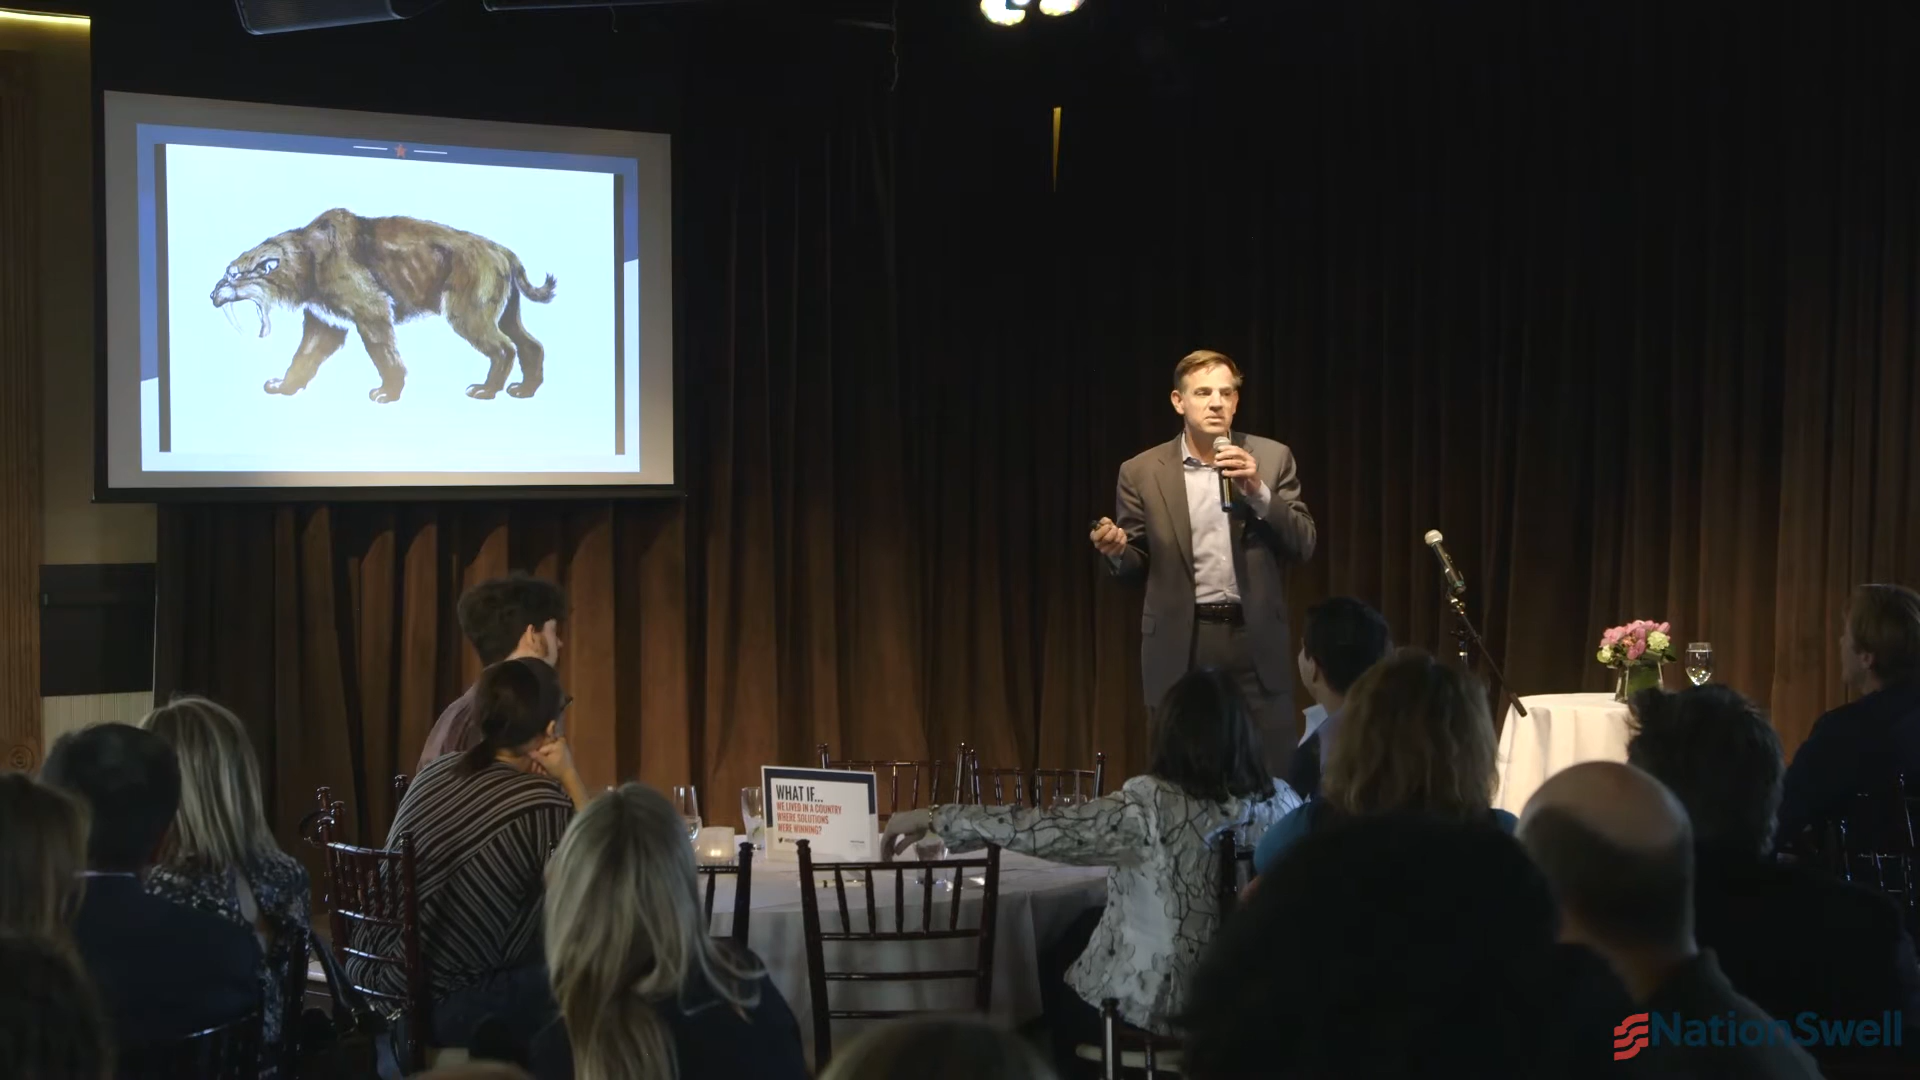 WHAT IF...
WE LIVED IN A COUNTRY
WHERE SOLUTIONS
WERE WINNING?
NationSwell